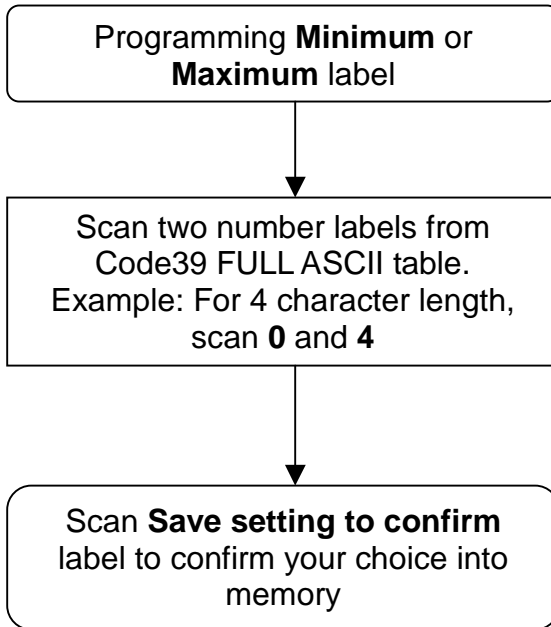 Programming Minimum or
Maximum label
Scan two number labels from
Code39 FULL ASCII table.
Example: For 4 character length,
scan 0 and 4
Scan Save setting to confirm
label to confirm your choice into
memory